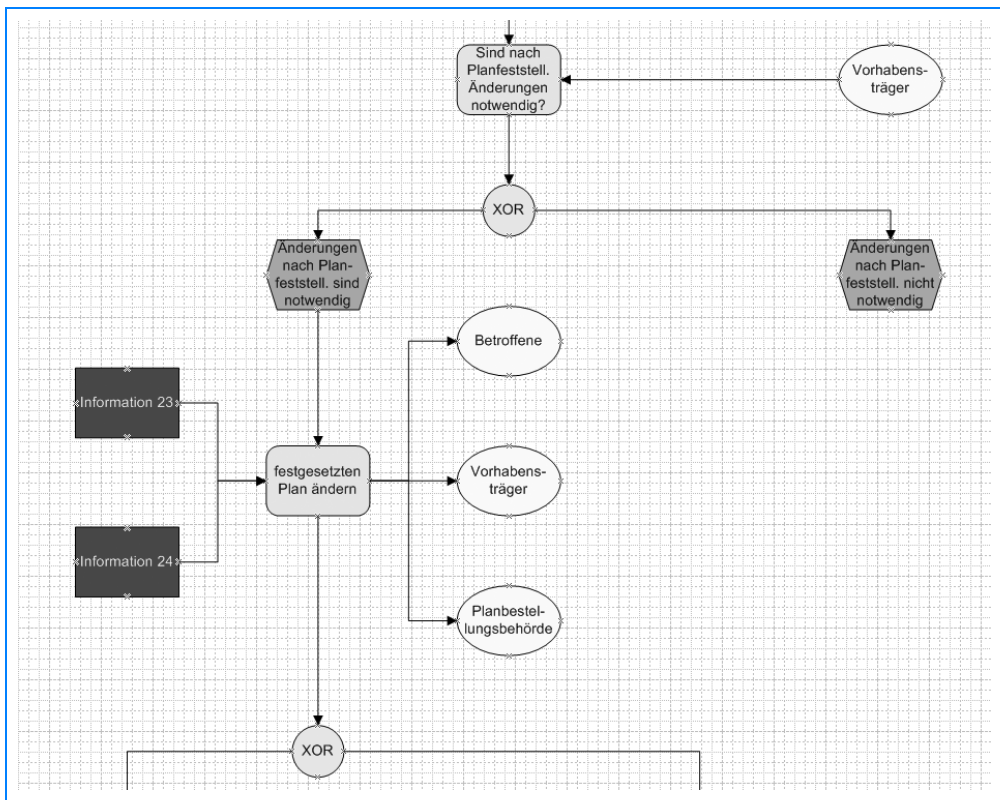 Sind nach
Planfeststell.
Änderungen
notwendig?
Vorhabens-
träger
XOR
Änderungen
nach Plan-
feststell. sind
notwendig
Änderungen
nach Plan-
feststell. nicht
notwendig
Betroffene
Information 23
festgesetzten
Plan ändern
Vorhabens-
träger
Information 24
Planbestel-
lungsbehörde
XOR